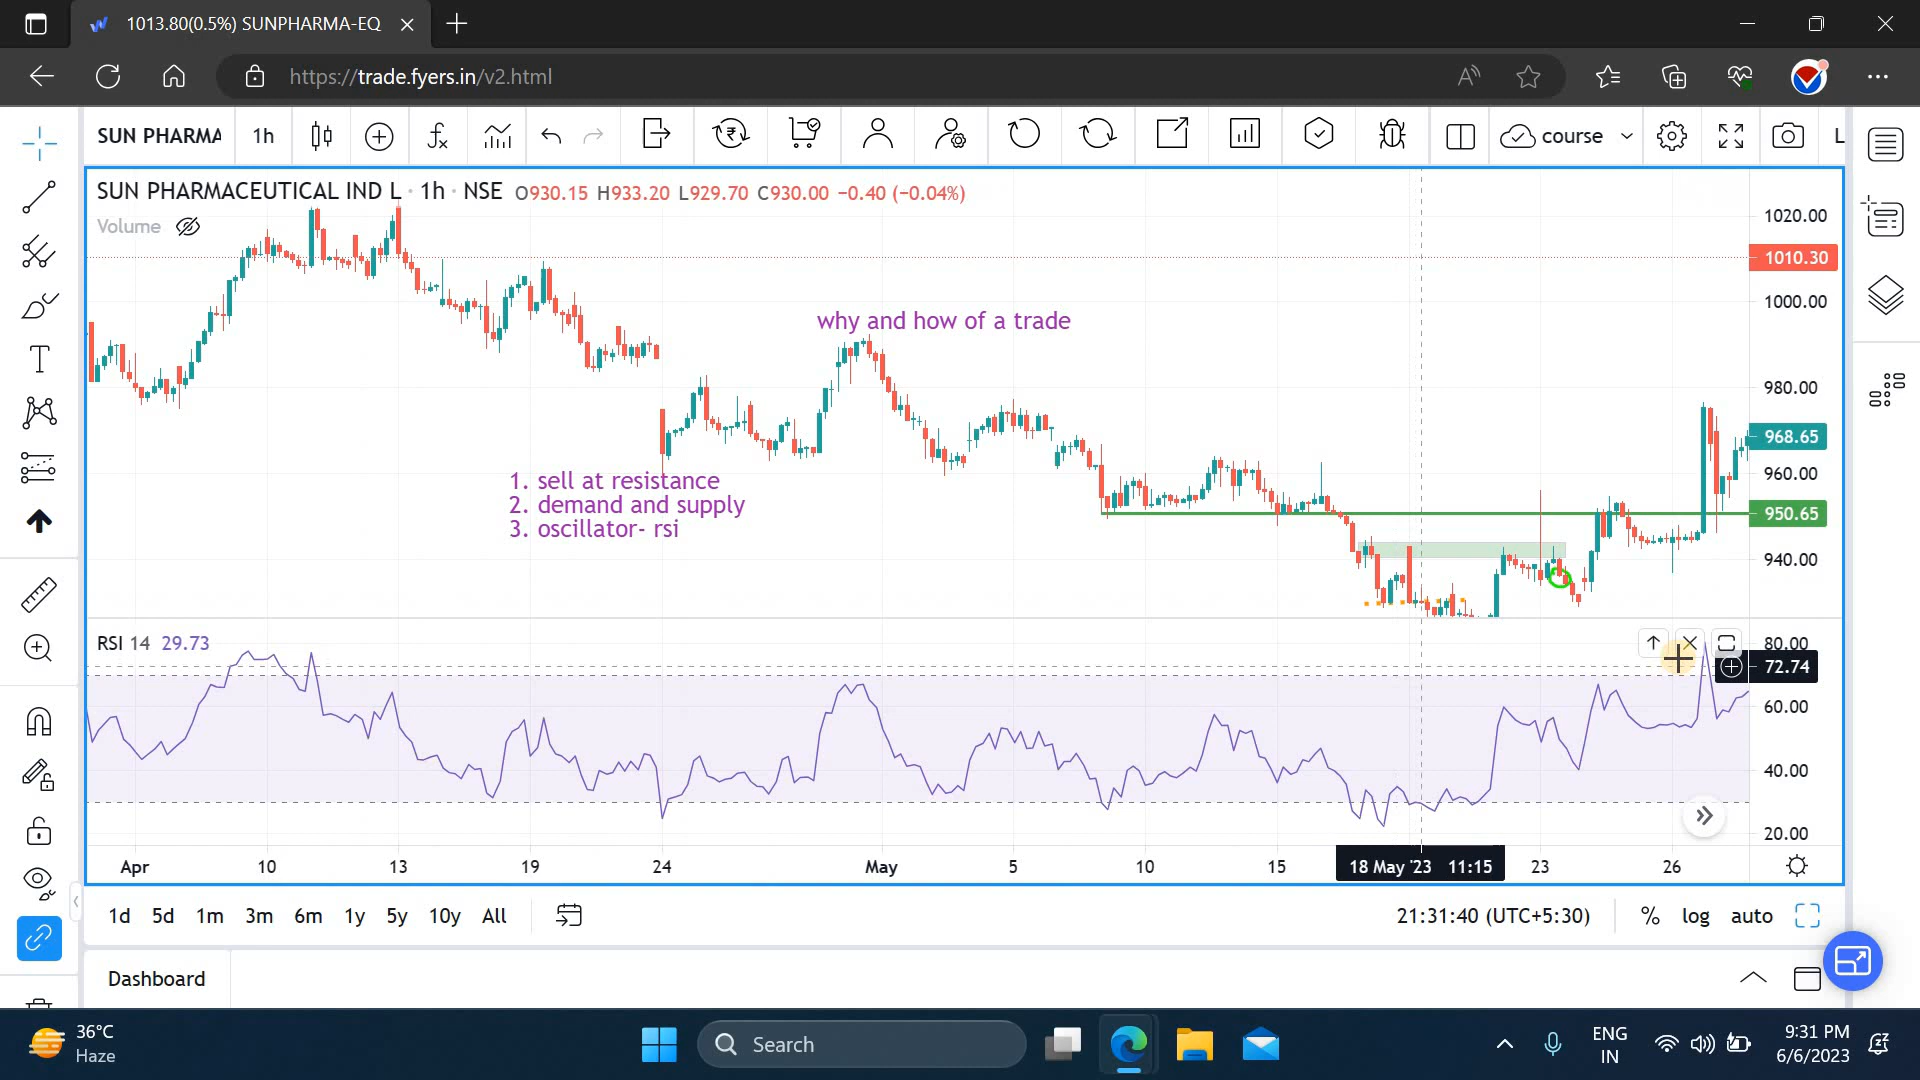 1013.80(0.5%) SUNPHARMA-EQ
https://trade.fyers.in/v2.html
SUN PHARMA 1h course L
SUN PHARMACEUTICAL IND L · 1h · NSE O930.15 H933.20 L929.70 C930.00 −0.40 (−0.04%)
Volume
1020.00
1010.30
1000.00
why and how of a trade
980.00
968.65
960.00
1. sell at resistance
2. demand and supply
3. oscillator- rsi
950.65
940.00
RSI 14 29.73
80.00
72.74
60.00
40.00
20.00
Apr 10 13 19 24 May 5 10 15 18 May '23 11:15 23 26
1d 5d 1m 3m 6m 1y 5y 10y All 21:31:40 (UTC+5:30) % log auto
Dashboard
36°C
Haze
Search
ENG
IN
9:31 PM
6/6/2023